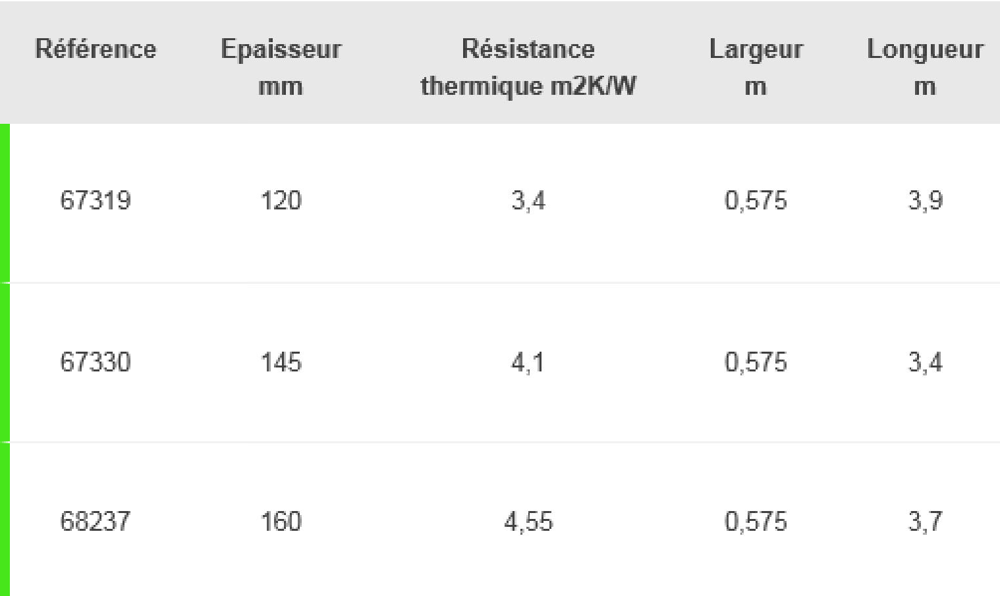 Référence Epaisseur Résistance Largeur Longueur
mm thermique m2K/W m m
67319 120 3,4 0,575 3,9
67330 145 4,1 0,575 3,4
68237 160 4,55 0,575 3,7